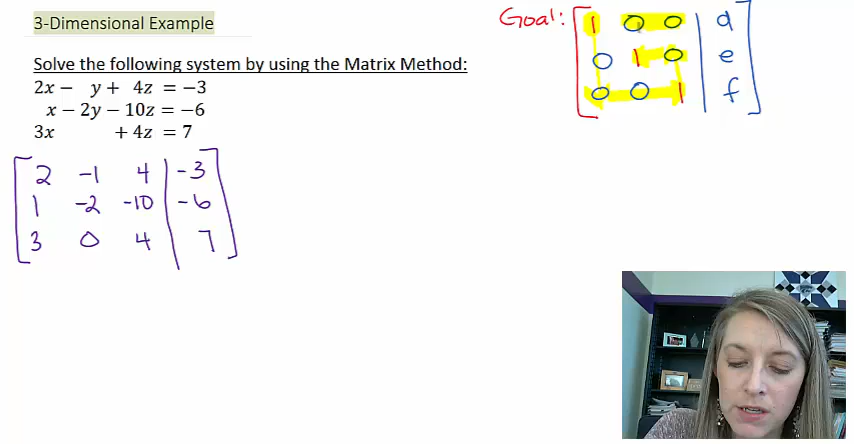 3-Dimensional Example
Goal: [ 1 0 0 | d ]
[ 0 1 0 | e ]
[ 0 0 1 | f ]
Solve the following system by using the Matrix Method:
2x − y + 4z = −3
x − 2y − 10z = −6
3x + 4z = 7
[ 2 -1 4 | -3 ]
[ 1 -2 -10 | -6 ]
[ 3 0 4 | 7 ]